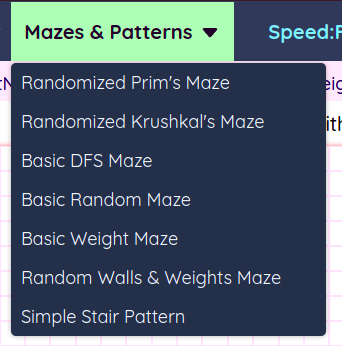 Mazes & Patterns Speed:F
Randomized Prim's Maze
Randomized Krushkal's Maze
Basic DFS Maze
Basic Random Maze
Basic Weight Maze
Random Walls & Weights Maze
Simple Stair Pattern